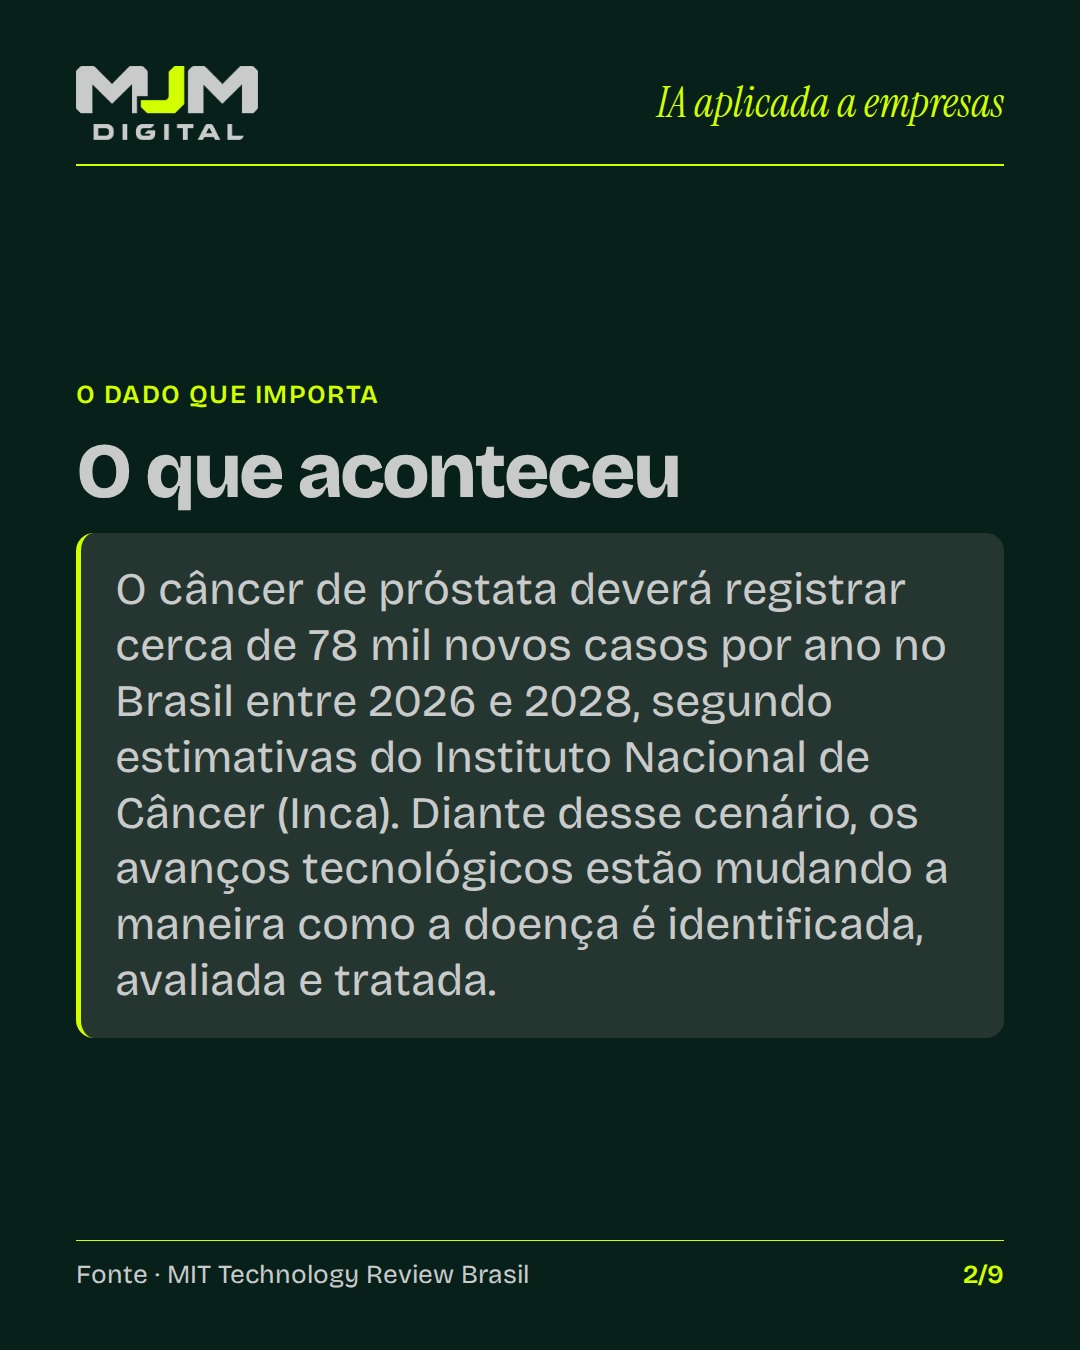 MJM
DIGITAL
IA aplicada a empresas
O DADO QUE IMPORTA
O que aconteceu
O câncer de próstata deverá registrar
cerca de 78 mil novos casos por ano no
Brasil entre 2026 e 2028, segundo
estimativas do Instituto Nacional de
Câncer (Inca). Diante desse cenário, os
avanços tecnológicos estão mudando a
maneira como a doença é identificada,
avaliada e tratada.
Fonte · MIT Technology Review Brasil
2/9